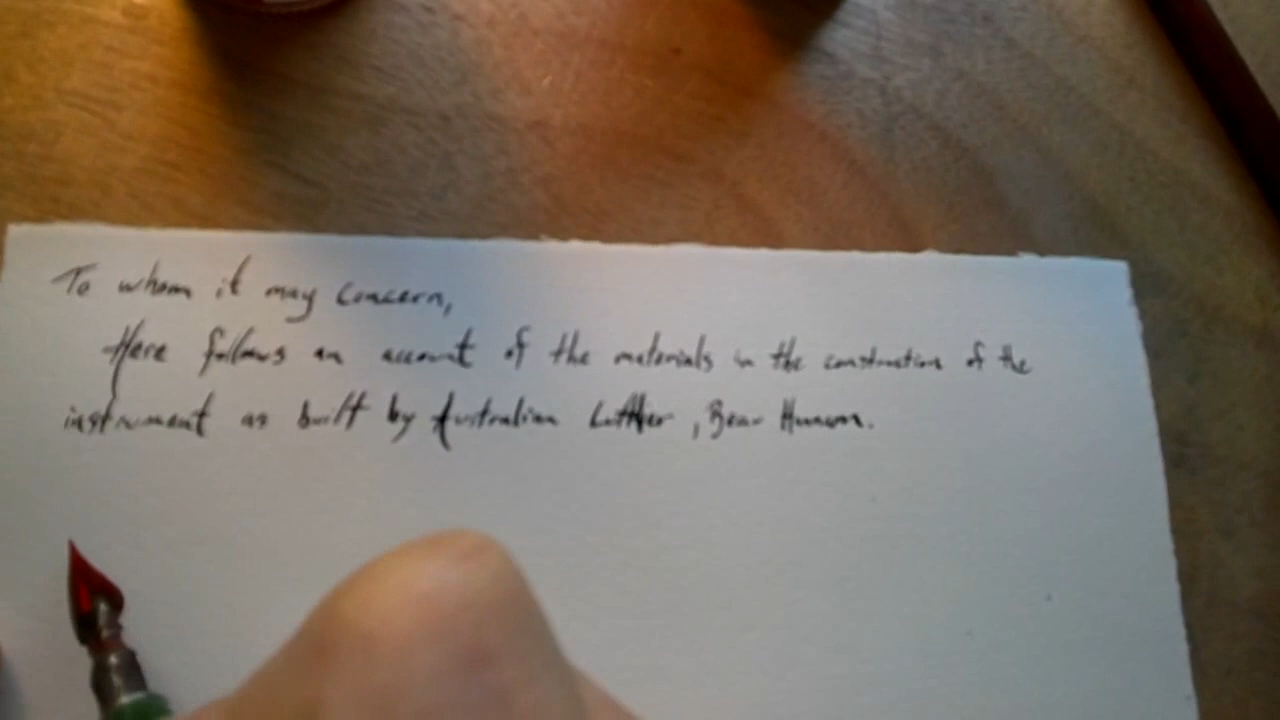 To whom it may concern,
Here follows an account of the materials in the construction of the
instrument as built by Australian Luthier, Bear